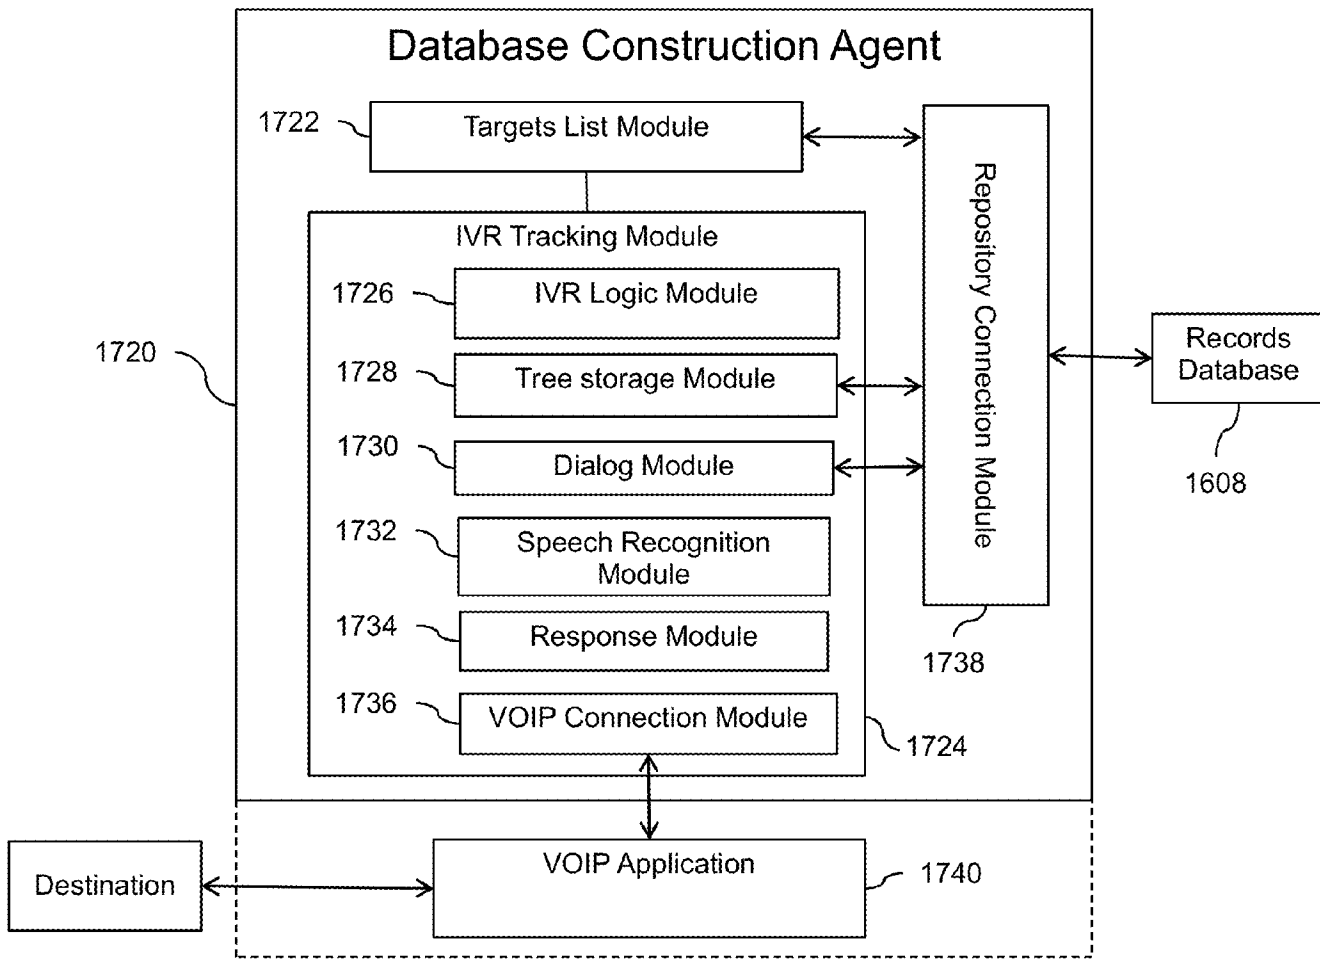 Database Construction Agent
1722
Targets List Module
IVR Tracking Module
1726
IVR Logic Module
1728
Tree storage Module
1730
Dialog Module
1732
Speech Recognition
Module
1734
Response Module
1736
VOIP Connection Module
1724
1720
Repository Connection Module
1738
Records
Database
1608
VOIP Application
1740
Destination